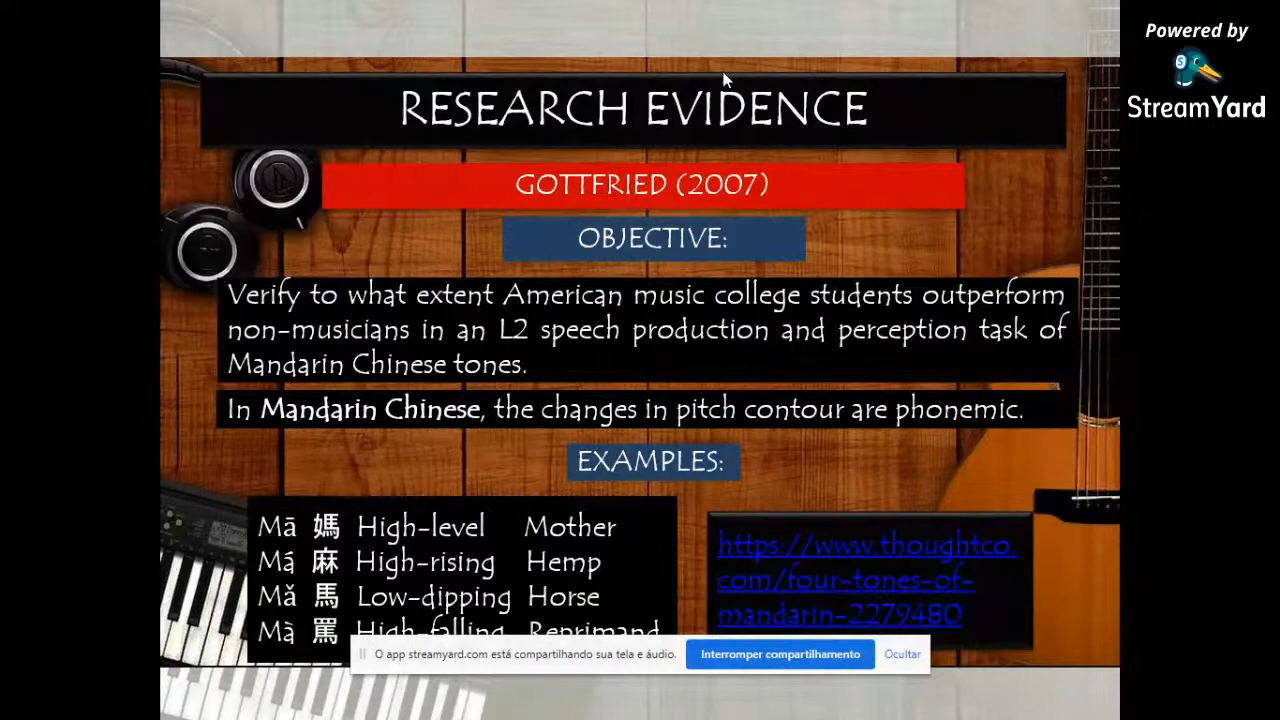 Powered by
StreamYard
RESEARCH EVIDENCE
GOTTFRIED (2007)
OBJECTIVE:
Verify to what extent American music college students outperform
non-musicians in an L2 speech production and perception task of
Mandarin Chinese tones.
In Mandarin Chinese, the changes in pitch contour are phonemic.
EXAMPLES:
Mā 媽 High-level Mother
Má 麻 High-rising Hemp
Mǎ 馬 Low-dipping Horse
Mà 罵 High-falling Reprimand
https://www.thoughtco.
com/four-tones-of-
mandarin-2279480
O app streamyard.com está compartilhando sua tela e áudio.
Interromper compartilhamento
Ocultar